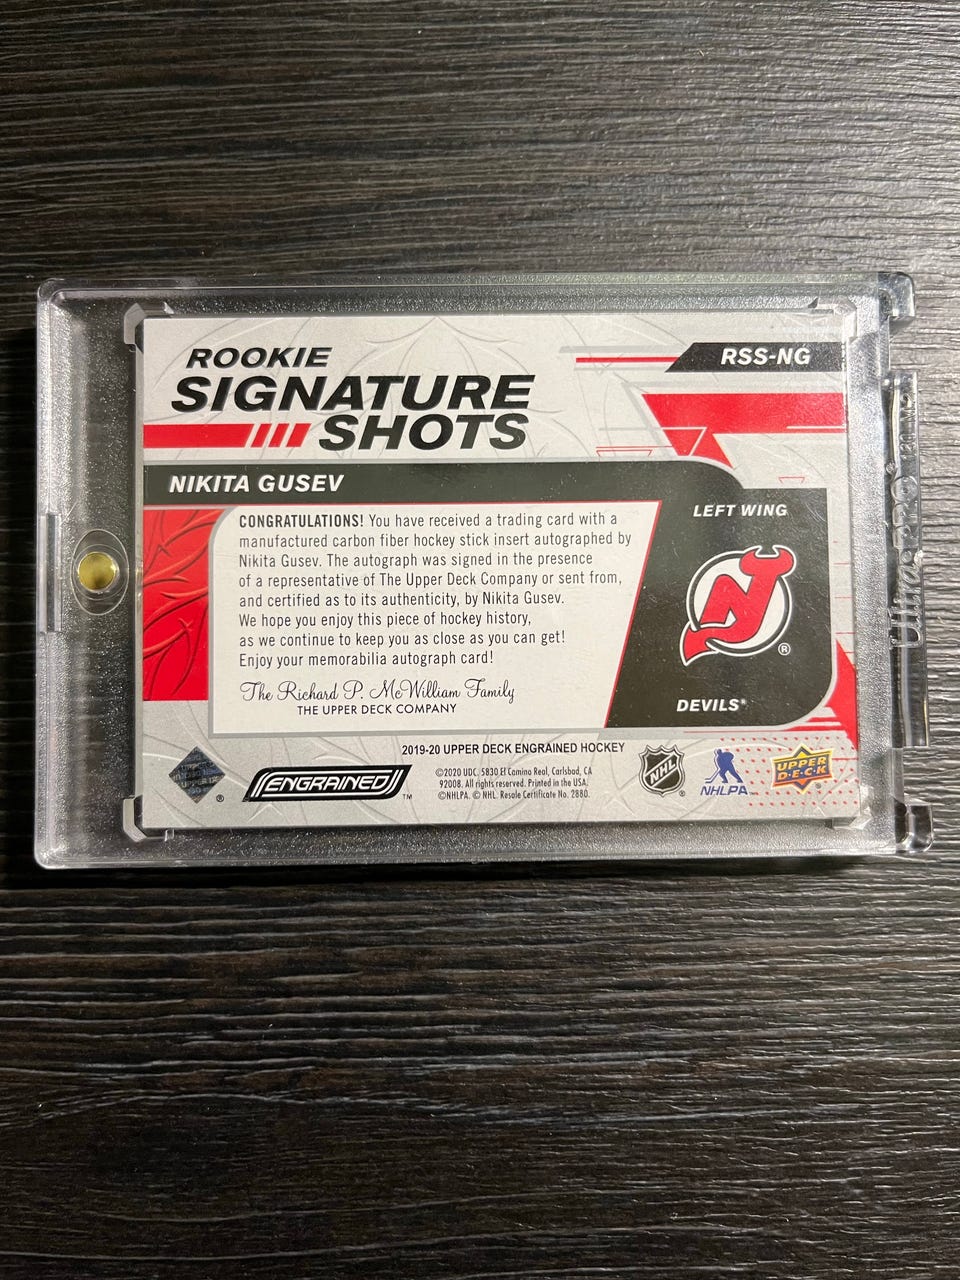 ROOKIE
SIGNATURE
SHOTS
RSS-NG
NIKITA GUSEV
CONGRATULATIONS! You have received a trading card with a
manufactured carbon fiber hockey stick insert autographed by
Nikita Gusev. The autograph was signed in the presence
of a representative of The Upper Deck Company or sent from,
and certified as to its authenticity, by Nikita Gusev.
We hope you enjoy this piece of hockey history,
as we continue to keep you as close as you can get!
Enjoy your memorabilia autograph card!
The Richard P. McWilliam Family
THE UPPER DECK COMPANY
LEFT WING
NJ
®
DEVILS®
2019-20 UPPER DECK ENGRAINED HOCKEY
®
ENGRAINED™
©2020 UDC. 5830 El Camino Real, Carlsbad, CA
92008. All rights reserved. Printed in the USA.
©NHLPA. © NHL. Resale Certificate No. 2880.
NHL®
NHLPA
UPPER
D·E·C·K®
Ultra PRO®